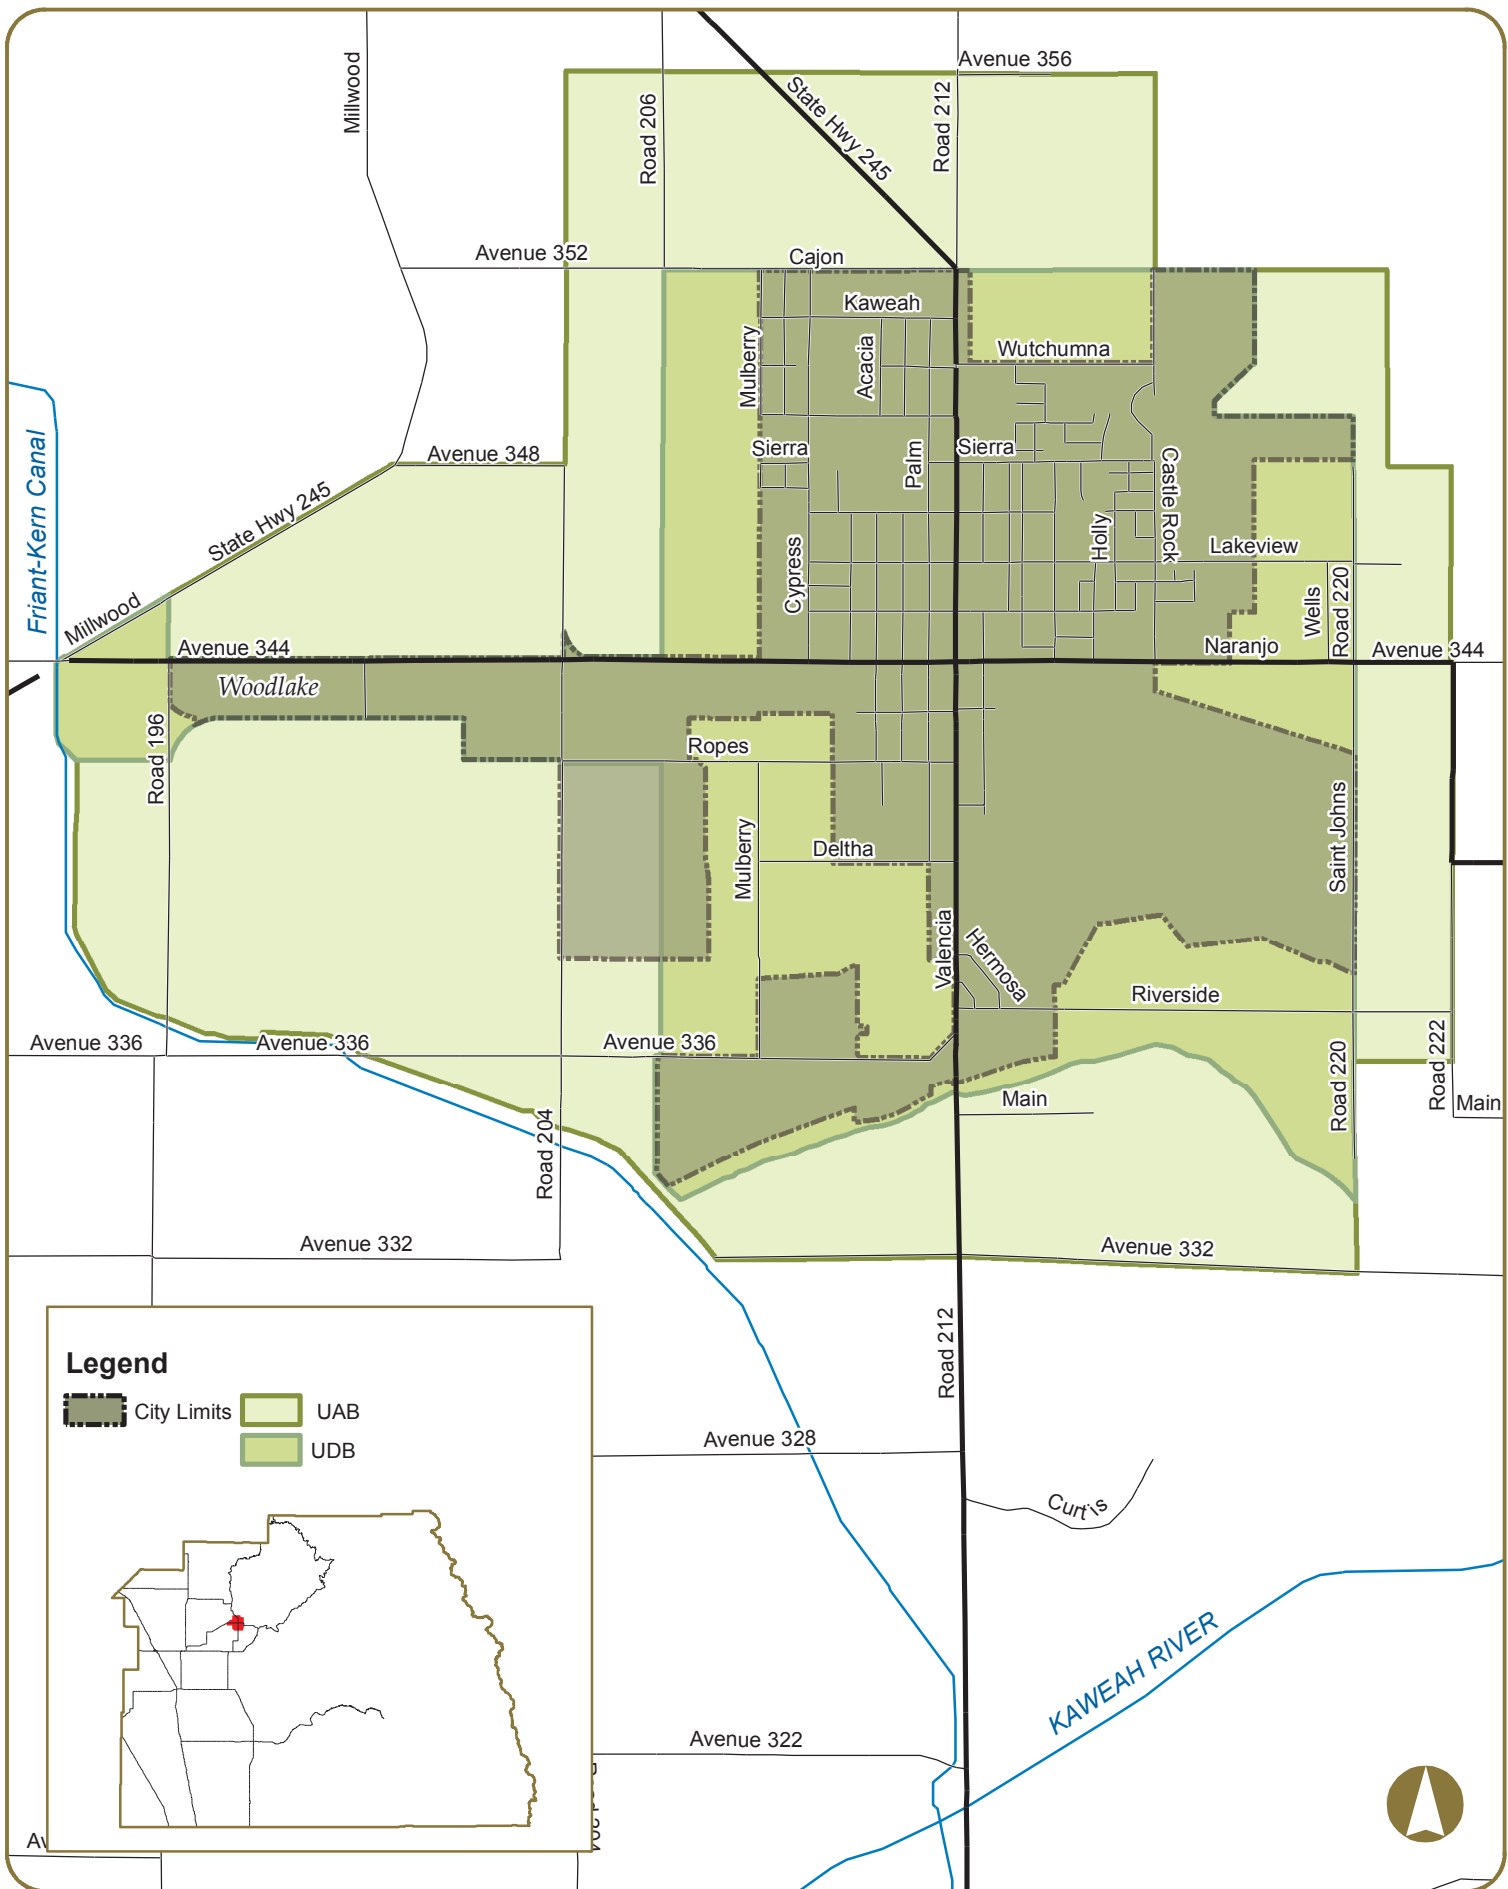 Avenue 356
Millwood
Road 206
State Hwy 245
Road 212
Avenue 352
Cajon
Kaweah
Mulberry
Acacia
Wutchumna
Friant-Kern Canal
Avenue 348
Sierra
Palm
Sierra
Castle Rock
State Hwy 245
Cypress
Holly
Lakeview
Wells
Road 220
Millwood
Avenue 344
Naranjo
Avenue 344
Woodlake
Road 196
Ropes
Mulberry
Deltha
Saint Johns
Valencia
Hermosa
Riverside
Avenue 336
Avenue 336
Avenue 336
Road 220
Road 222
Main
Main
Road 204
Avenue 332
Avenue 332
Road 212
Legend
City Limits
UAB
UDB
Avenue 328
Curtis
KAWEAH RIVER
Avenue 322